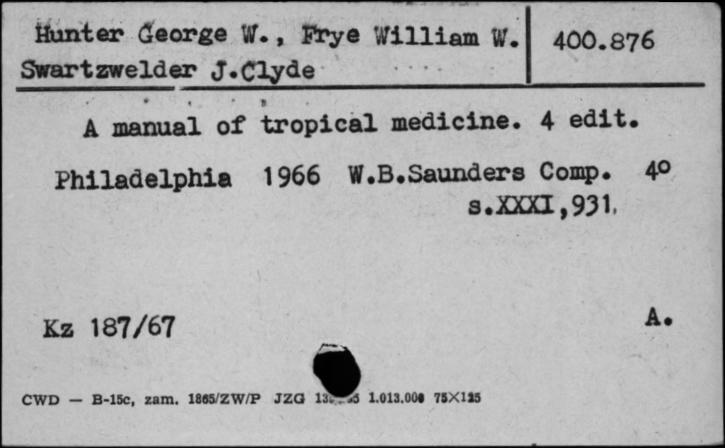 Hunter George W., Frye William W.
400.876
Swartzwelder J.Clyde
A manual of tropical medicine. 4 edit.
Philadelphia 1966 W.B.Saunders Comp. 4º
s.XXXI,931.
Kz 187/67
A.
CWD — B-15c, zam. 1865/ZW/P JZG 1.013.000 75X125